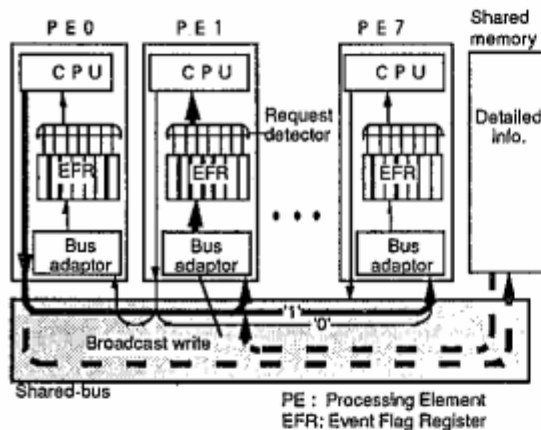 PE0
PE1
PE7
Shared
memory
CPU
CPU
CPU
Request
detector
Detailed
info.
EFR
EFR
EFR
Bus
adaptor
Bus
adaptor
Bus
adaptor
'1'
'0'
Broadcast write
Shared-bus
PE : Processing Element
EFR: Event Flag Register